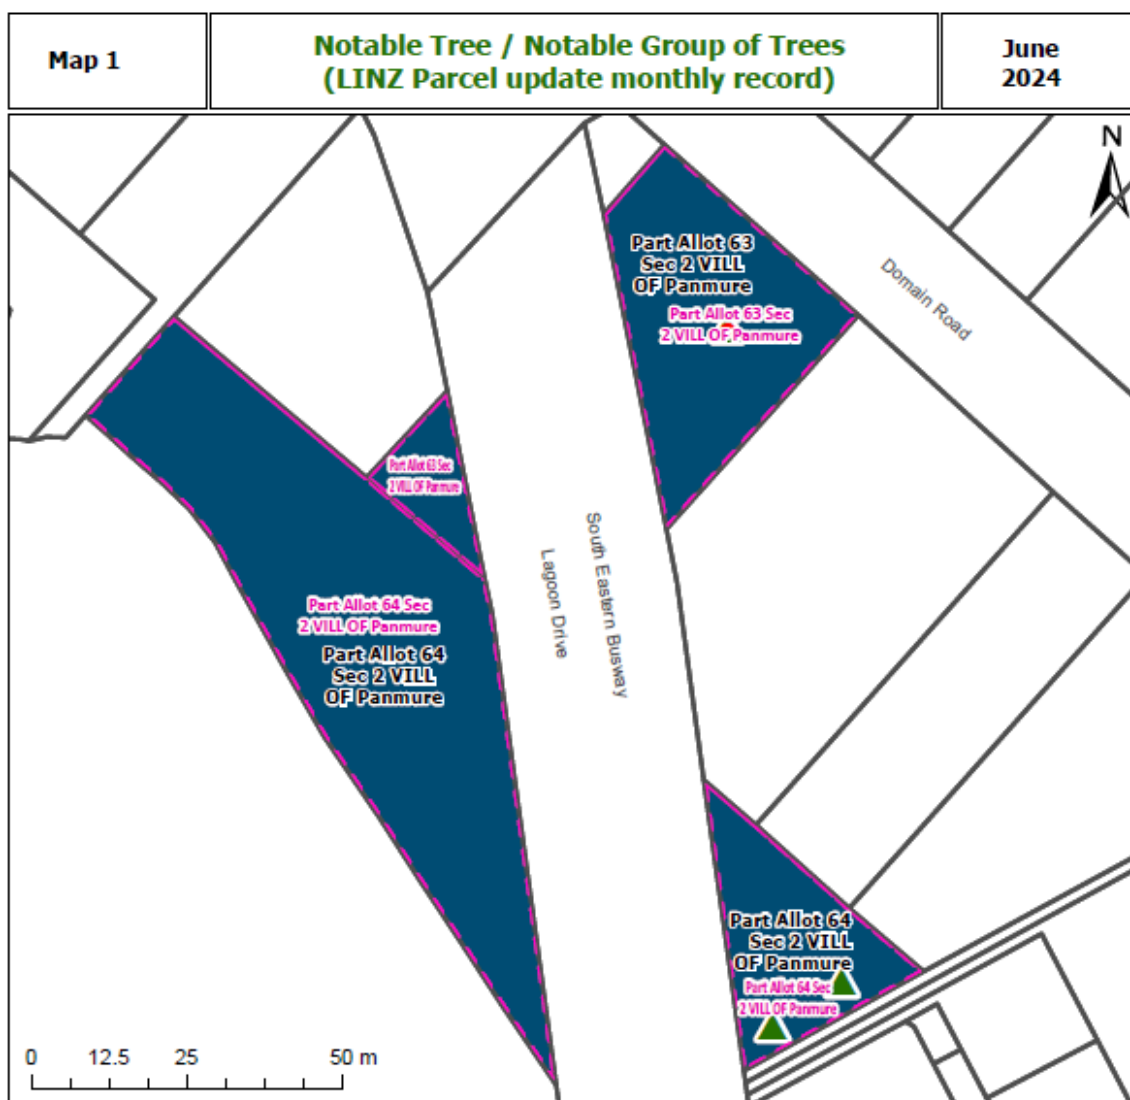 Map 1
Notable Tree / Notable Group of Trees
(LINZ Parcel update monthly record)
June
2024
N
Part Allot 63
Sec 2 VILL
OF Panmure
Part Allot 63 Sec
2 VILL OF Panmure
Domain Road
Part Allot 63 Sec
2 VILL OF Panmure
South Eastern Busway
Lagoon Drive
Part Allot 64 Sec
2 VILL OF Panmure
Part Allot 64
Sec 2 VILL
OF Panmure
Part Allot 64
Sec 2 VILL
OF Panmure
Part Allot 64 Sec
2 VILL OF Panmure
0 12.5 25 50 m